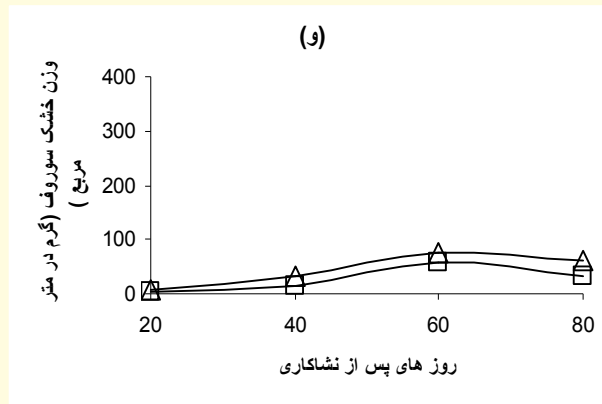 (و)
وزن خشک سوروف (گرم در متر
مربع )
400
300
200
100
0
20 40 60 80
روز های پس از نشاکاری